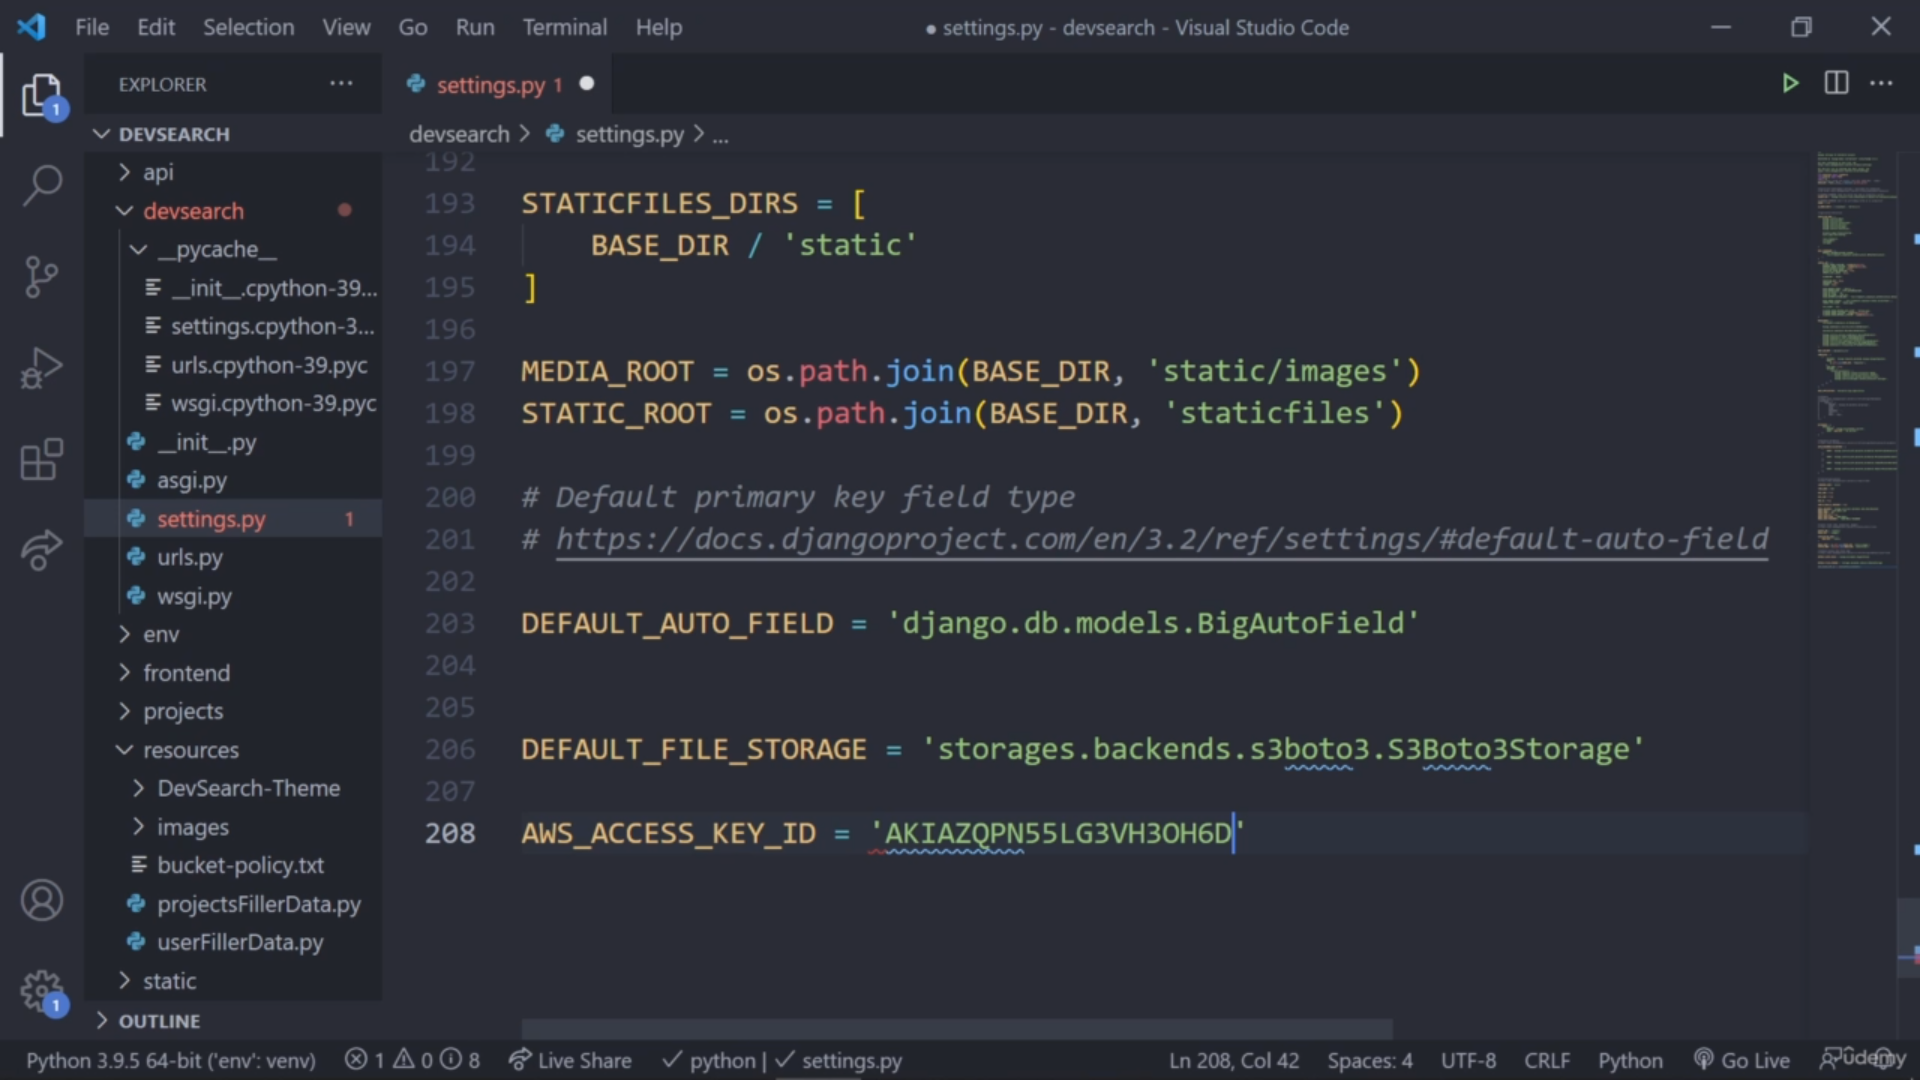 File Edit Selection View Go Run Terminal Help
● settings.py - devsearch - Visual Studio Code
EXPLORER
settings.py 1
DEVSEARCH
devsearch > settings.py > ...
api
devsearch
__pycache__
__init__.cpython-39...
settings.cpython-3...
urls.cpython-39.pyc
wsgi.cpython-39.pyc
__init__.py
asgi.py
settings.py 1
urls.py
wsgi.py
env
frontend
projects
resources
DevSearch-Theme
images
bucket-policy.txt
projectsFillerData.py
userFillerData.py
static
OUTLINE
1
1
192
193 STATICFILES_DIRS = [
194 BASE_DIR / 'static'
195 ]
196
197 MEDIA_ROOT = os.path.join(BASE_DIR, 'static/images')
198 STATIC_ROOT = os.path.join(BASE_DIR, 'staticfiles')
199
200 # Default primary key field type
201 # https://docs.djangoproject.com/en/3.2/ref/settings/#default-auto-field
202
203 DEFAULT_AUTO_FIELD = 'django.db.models.BigAutoField'
204
205
206 DEFAULT_FILE_STORAGE = 'storages.backends.s3boto3.S3Boto3Storage'
207
208 AWS_ACCESS_KEY_ID = 'AKIAZQPN55LG3VH3OH6D'
Python 3.9.5 64-bit ('env': venv) 1 0 8 Live Share python | settings.py Ln 208, Col 42 Spaces: 4 UTF-8 CRLF Python Go Live
Udemy